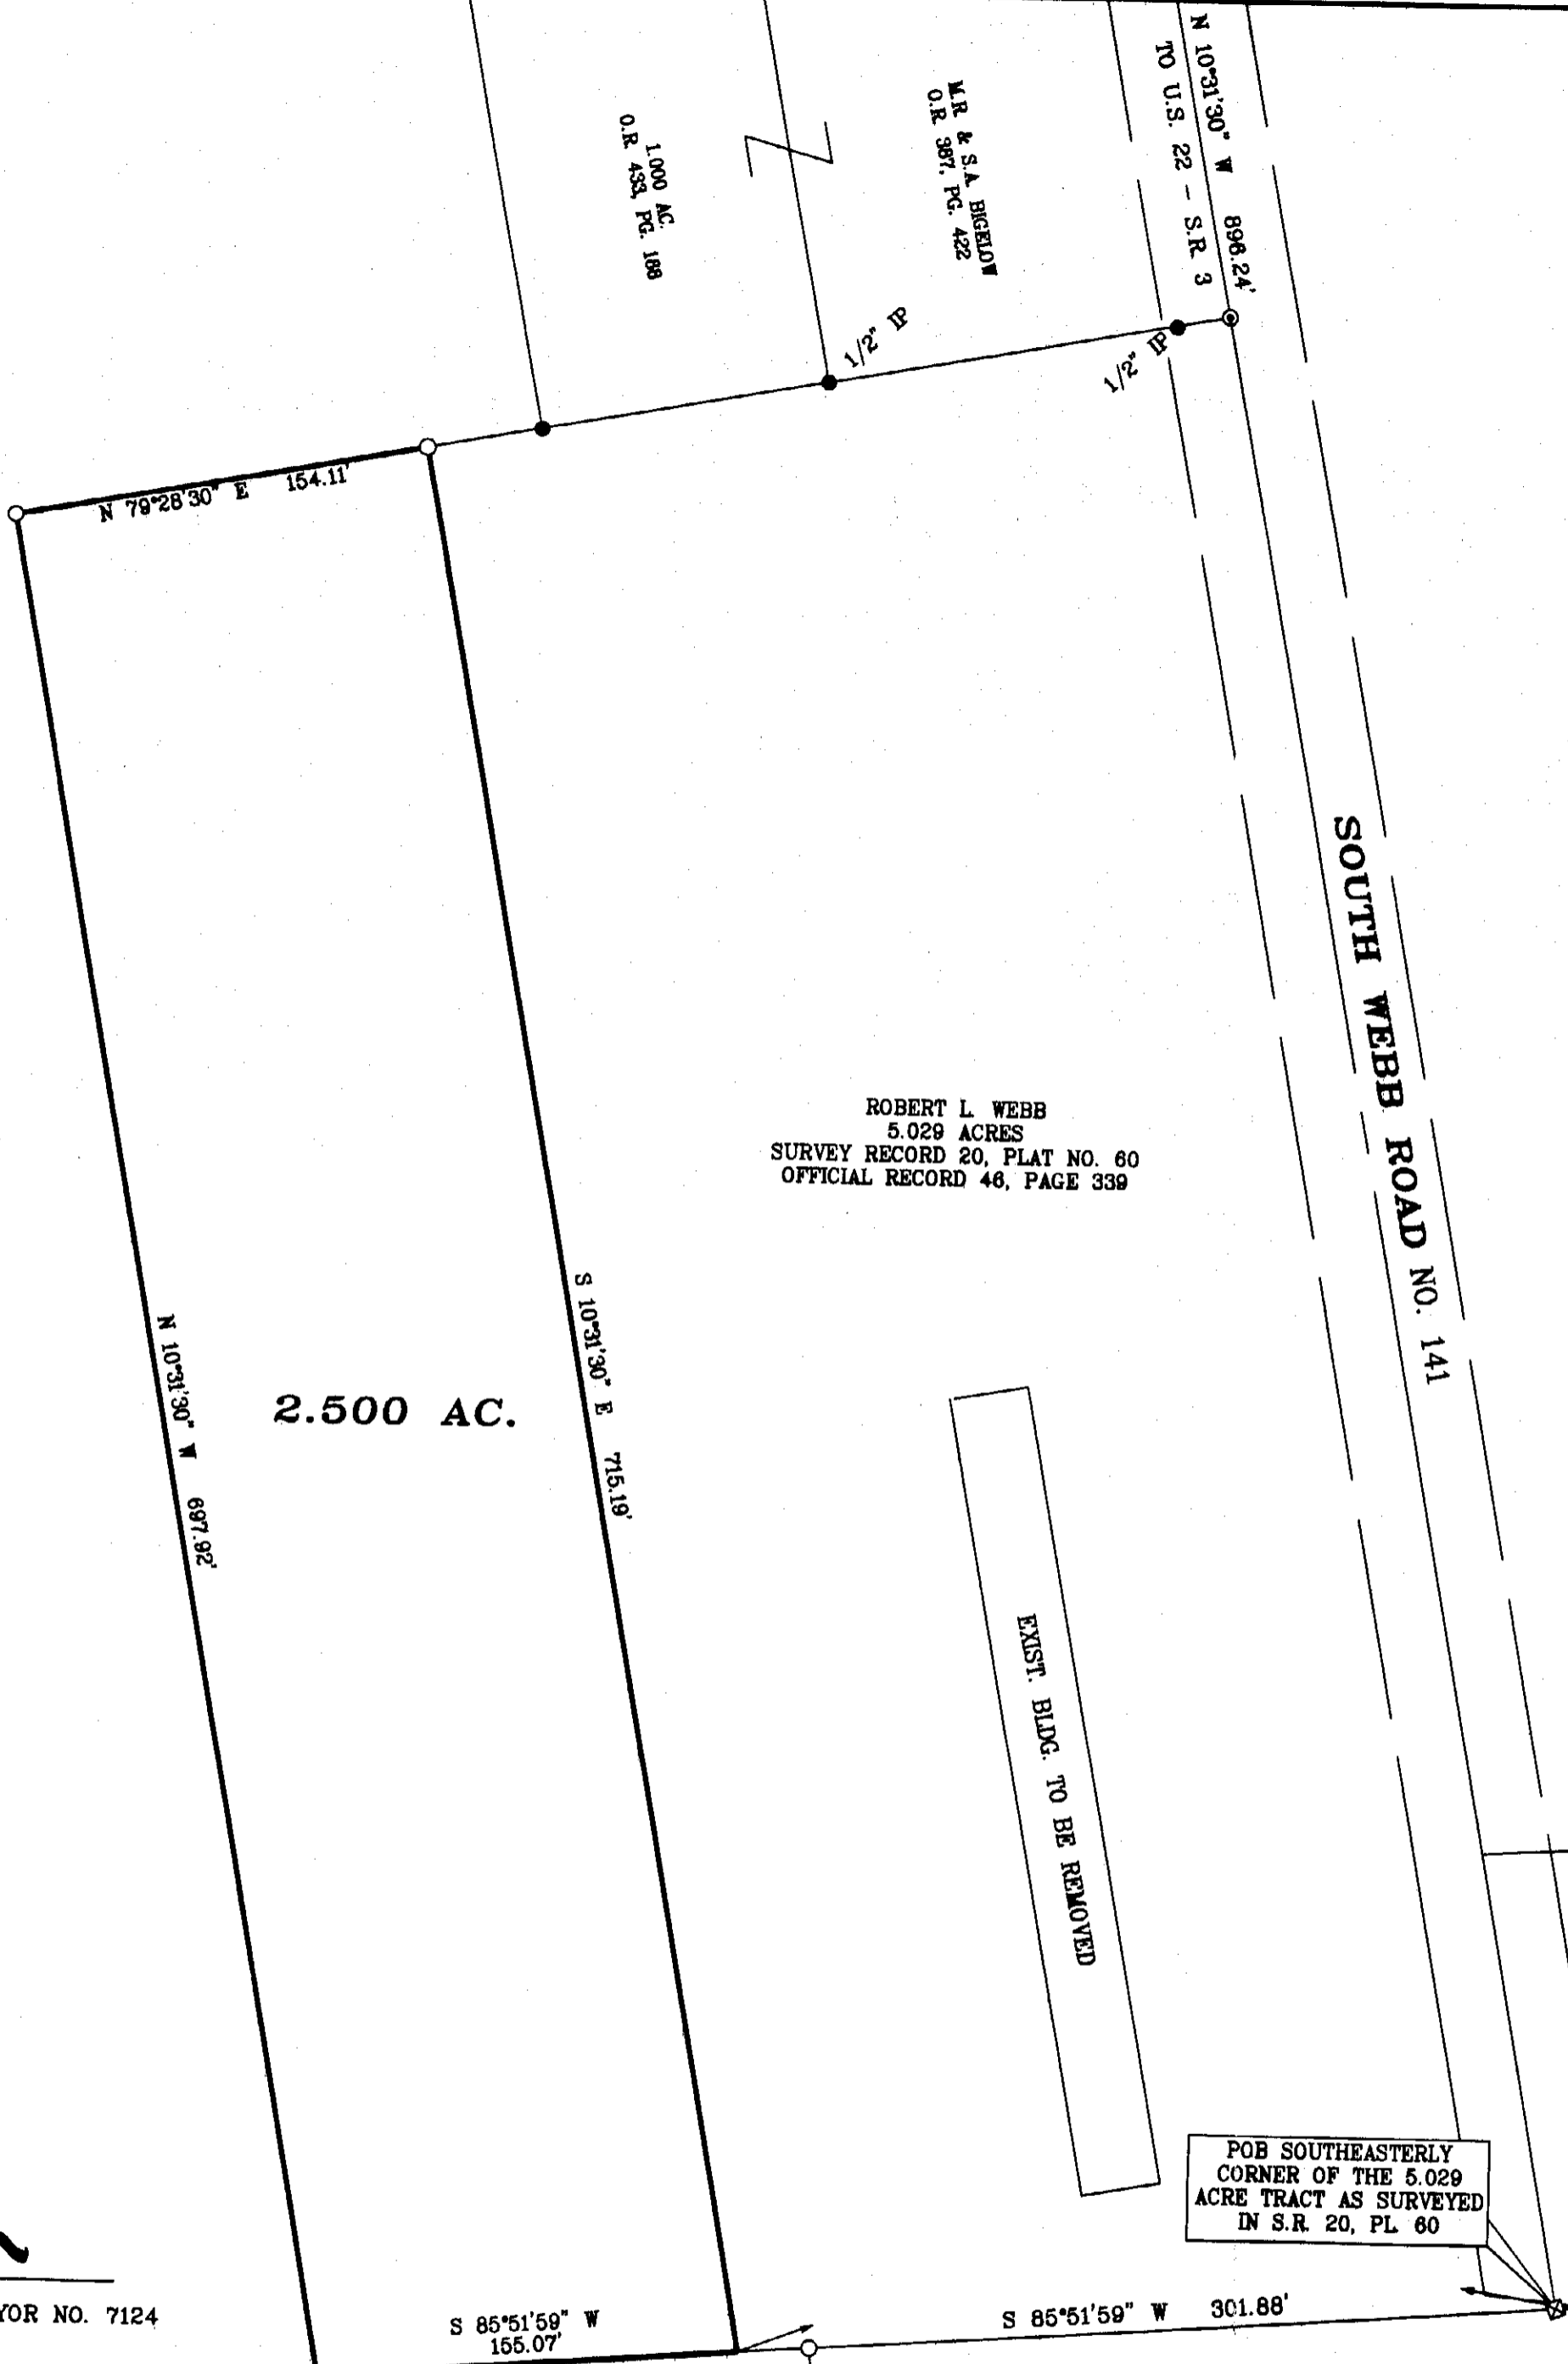 N 10°31'30" W 896.24'
TO U.S. 22 - S.R. 3
M.R & S.A. BIGELOW
O.R. 387, PG. 422
1.000 AC.
O.R. 433, PG. 188
1/2" IP
1/2" IP
N 79°28'30" E 154.11'
SOUTH WEBB ROAD NO. 141
ROBERT L. WEBB
5.029 ACRES
SURVEY RECORD 20, PLAT NO. 60
OFFICIAL RECORD 46, PAGE 339
N 10°31'30" W 697.92'
2.500 AC.
S 10°31'30" E 715.19'
EXIST. BLDG. TO BE REMOVED
POB SOUTHEASTERLY
CORNER OF THE 5.029
ACRE TRACT AS SURVEYED
IN S.R. 20, PL. 60
YOR NO. 7124
S 85°51'59" W
155.07'
S 85°51'59" W 301.88'